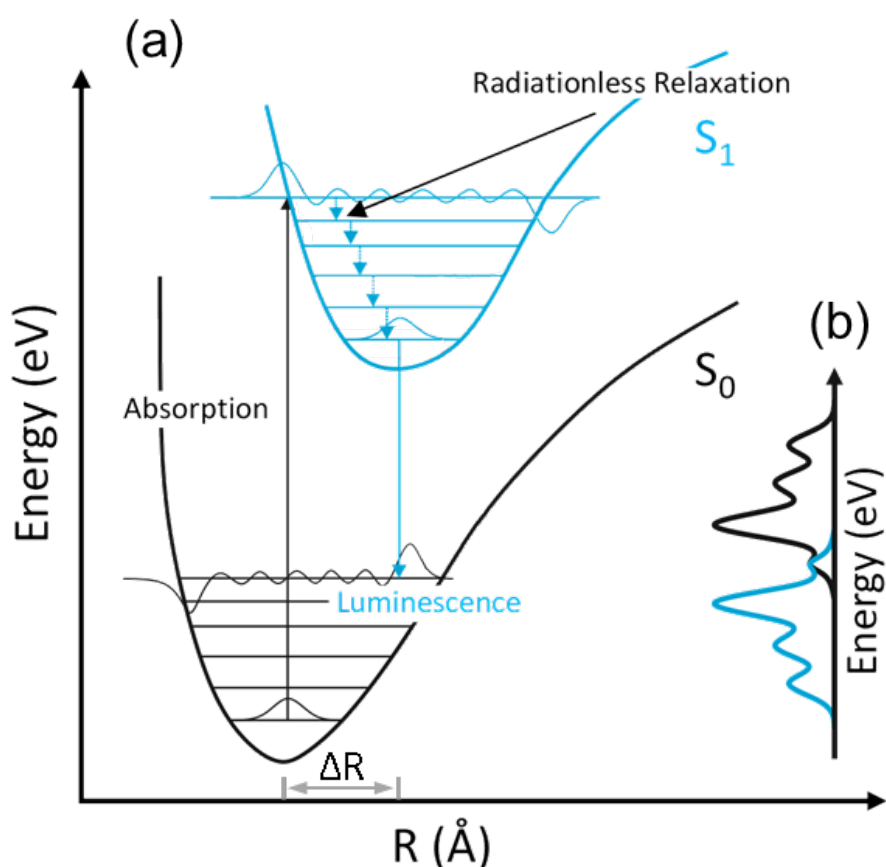 (a)
Radiationless Relaxation
S₁
(b)
S₀
Absorption
Energy (eV)
Energy (eV)
Luminescence
ΔR
R (Å)